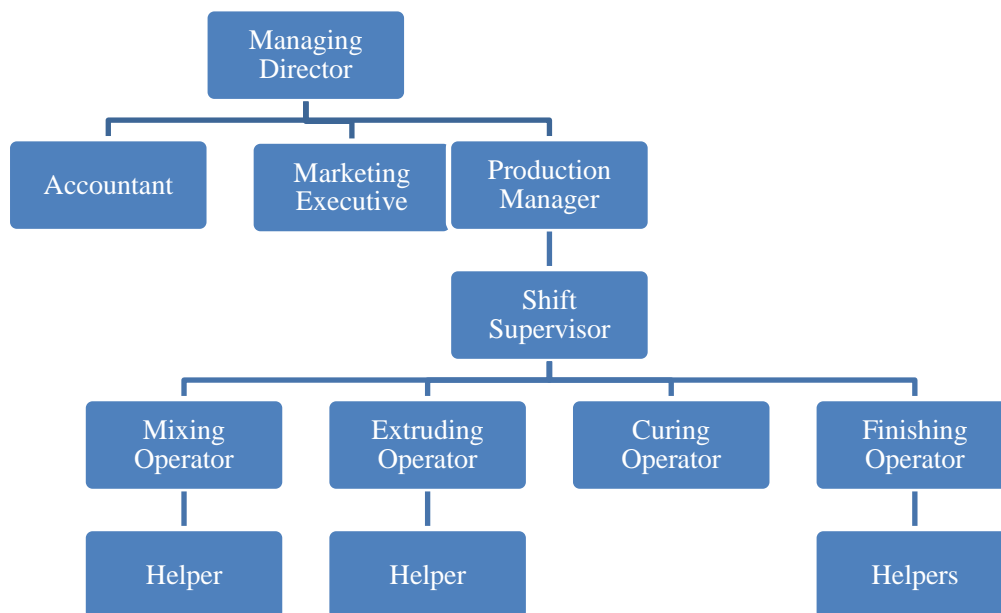 Managing
Director
Accountant
Marketing
Executive
Production
Manager
Shift
Supervisor
Mixing
Operator
Extruding
Operator
Curing
Operator
Finishing
Operator
Helper
Helper
Helpers